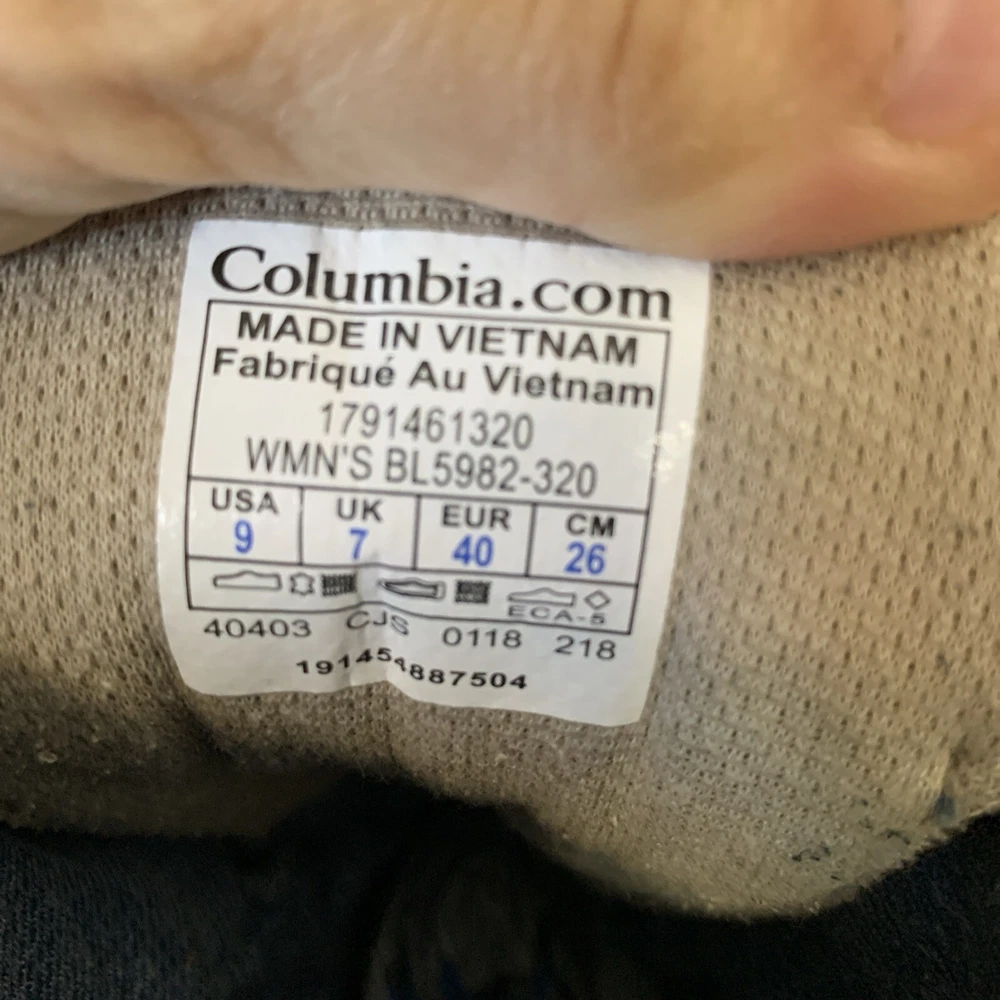 Columbia.com
MADE IN VIETNAM
Fabriqué Au Vietnam
1791461320
WMN'S BL5982-320
USA UK EUR CM
9 7 40 26
ECA-5
40403 CJS 0118 218
191454887504